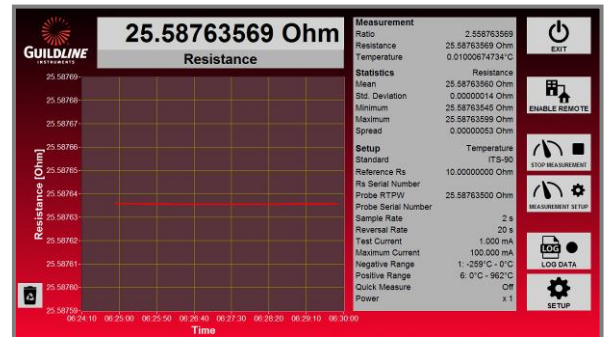 GUILDLINE
INSTRUMENTS
25.58763569 Ohm
Resistance
Resistance [Ohm]
25.58769
25.58768
25.58767
25.58766
25.58765
25.58764
25.58763
25.58762
25.58761
25.58760
25.58759
06:24:10 06:25:00 06:25:50 06:26:40 06:27:30 06:28:20 06:29:10 06:30:00
Time
Measurement
Ratio 2.558763569
Resistance 25.58763569 Ohm
Temperature 0.01000674734°C
Statistics Resistance
Mean 25.58763560 Ohm
Std. Deviation 0.00000014 Ohm
Minimum 25.58763545 Ohm
Maximum 25.58763599 Ohm
Spread 0.00000053 Ohm
Setup Temperature
Standard ITS-90
Reference Rs 10.00000000 Ohm
Rs Serial Number
Probe RTPW 25.58763500 Ohm
Probe Serial Number
Sample Rate 2 s
Reversal Rate 20 s
Test Current 1.000 mA
Maximum Current 100.000 mA
Negative Range 1: -259°C - 0°C
Positive Range 6: 0°C - 962°C
Quick Measure Off
Power x 1
EXIT
ENABLE REMOTE
STOP MEASUREMENT
MEASUREMENT SETUP
LOG
LOG DATA
SETUP